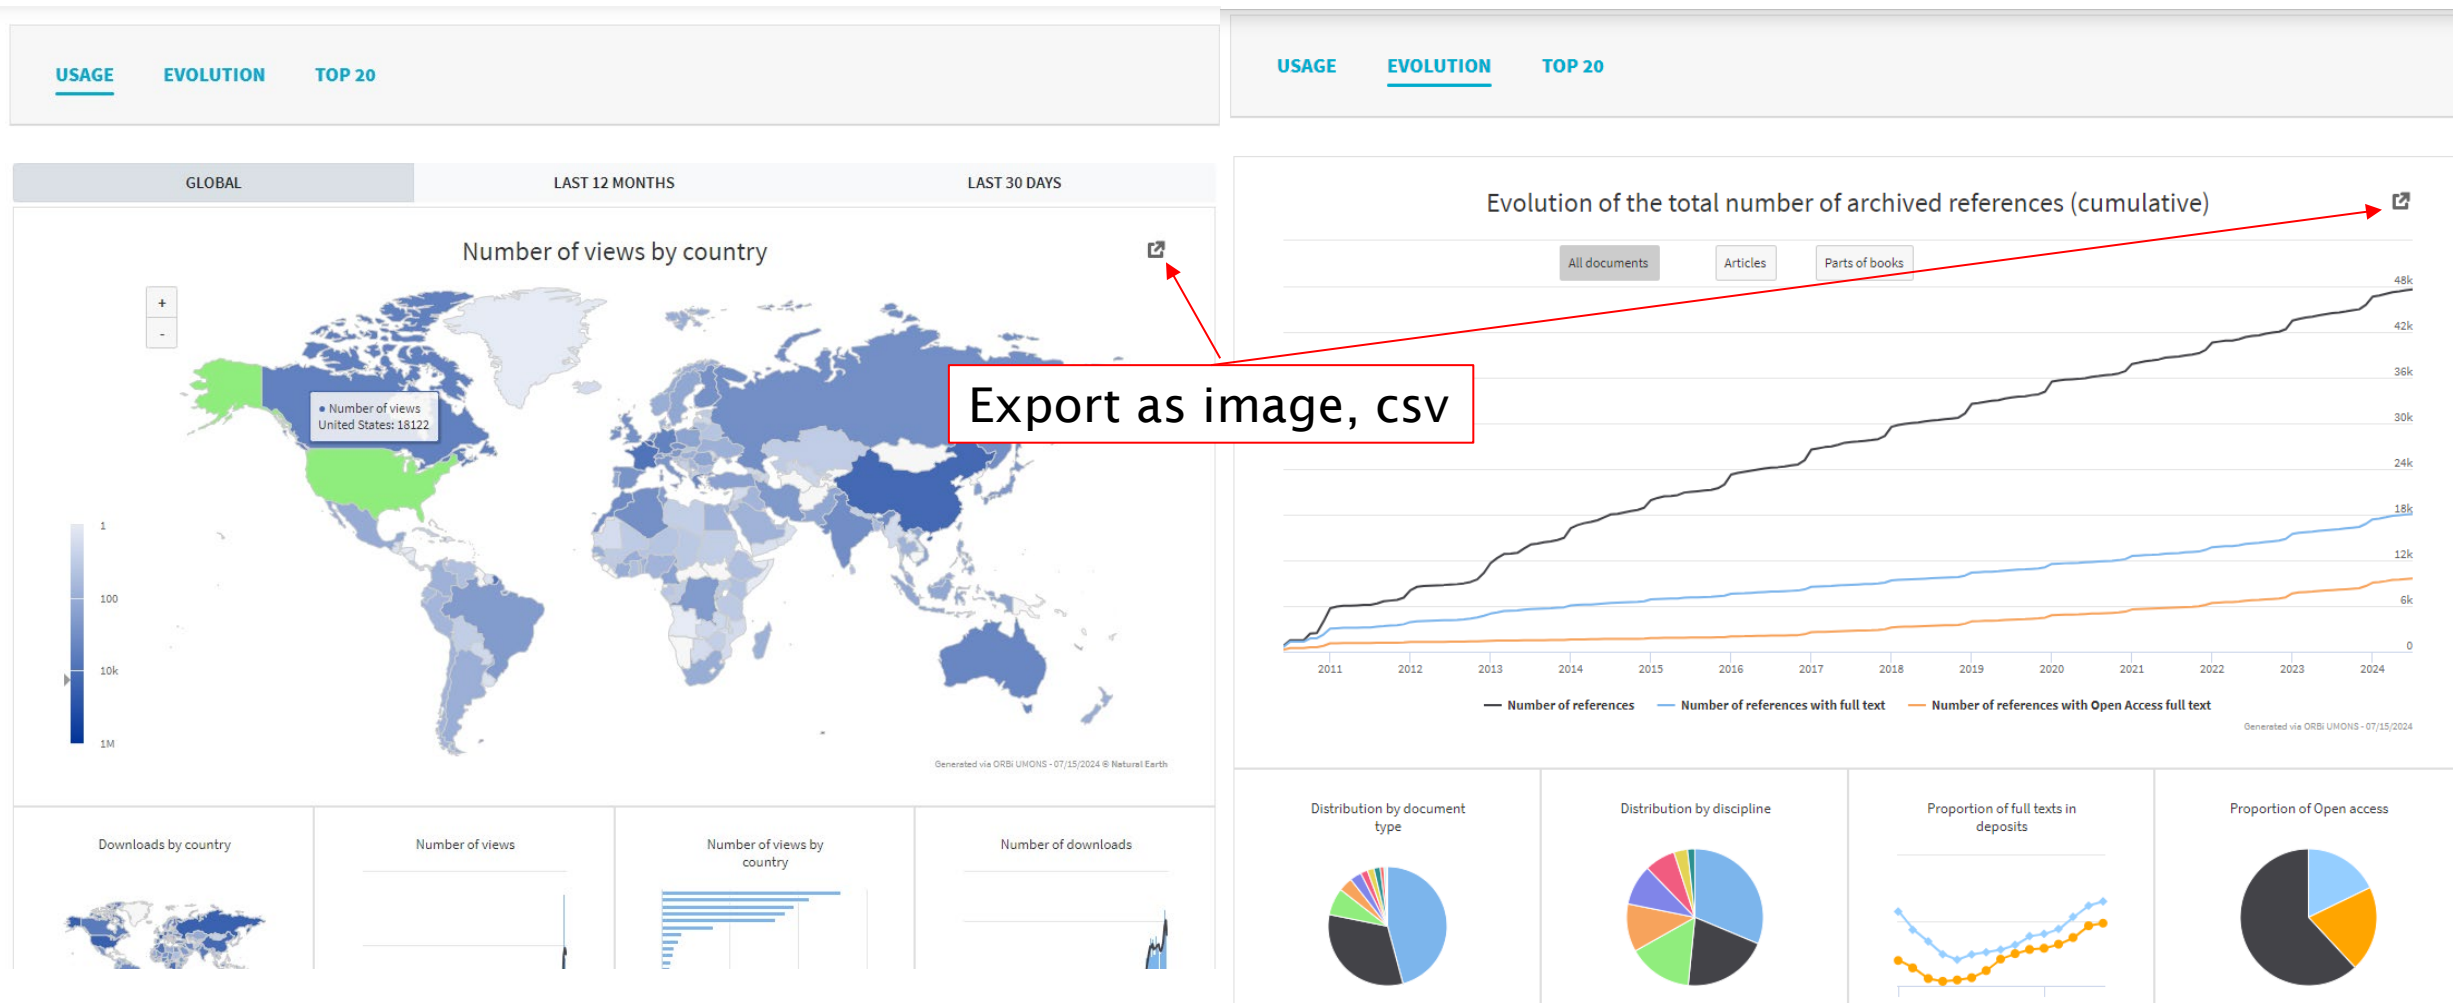 USAGE EVOLUTION TOP 20
GLOBAL LAST 12 MONTHS LAST 30 DAYS
Number of views by country
+
-
● Number of views
United States: 18122
1
100
10k
1M
Generated via ORBi UMONS - 07/15/2024 © Natural Earth
Downloads by country
Number of views
Number of views by
country
Number of downloads
Export as image, csv
USAGE EVOLUTION TOP 20
Evolution of the total number of archived references (cumulative)
All documents Articles Parts of books
48k
42k
36k
30k
24k
18k
12k
6k
0
2011 2012 2013 2014 2015 2016 2017 2018 2019 2020 2021 2022 2023 2024
Number of references Number of references with full text Number of references with Open Access full text
Generated via ORBi UMONS - 07/15/2024
Distribution by document
type
Distribution by discipline
Proportion of full texts in
deposits
Proportion of Open access